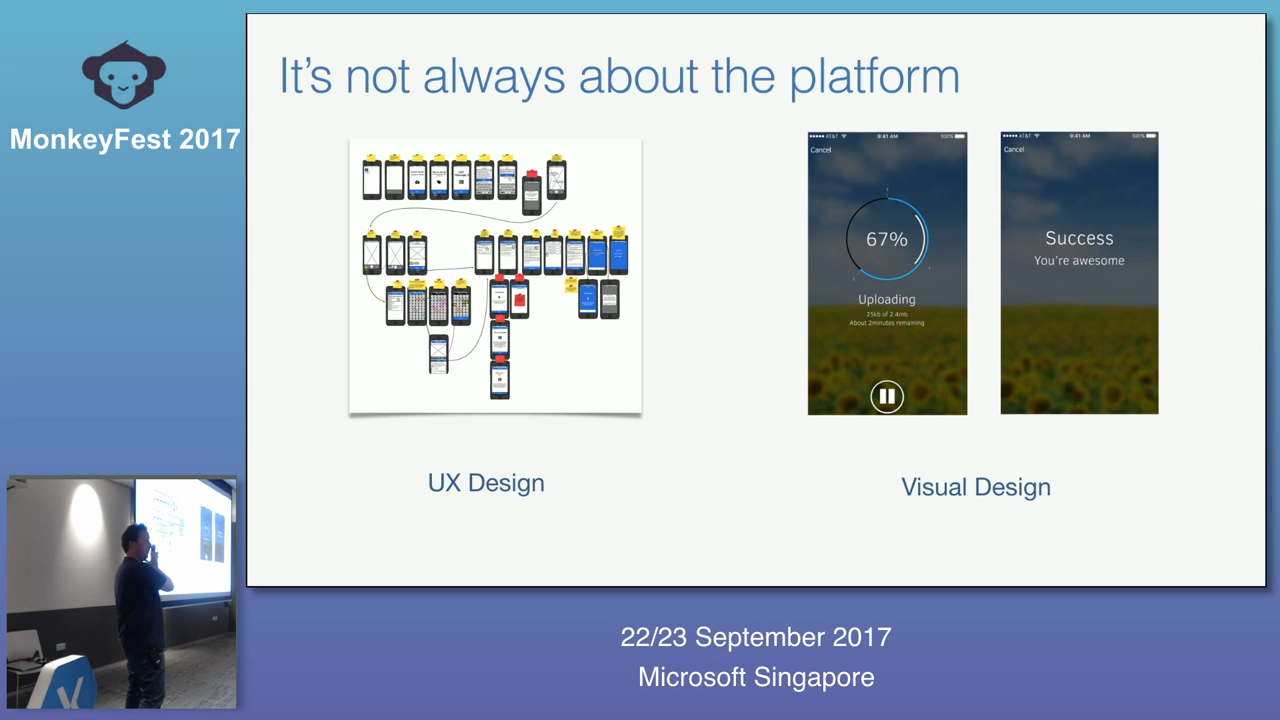 MonkeyFest 2017
It's not always about the platform
AT&T 9:41 AM 100%
Cancel
67%
Uploading
25kb of 2.4mb
About 2minutes remaining
AT&T 9:41 AM 100%
Cancel
Success
You're awesome
UX Design
Visual Design
22/23 September 2017
Microsoft Singapore